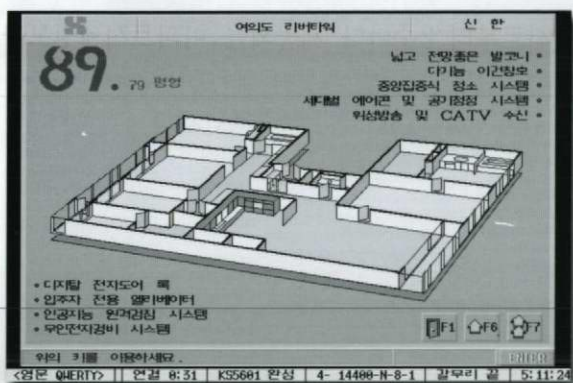 여의도 리버타워
신 한
89.79 평형
넓고 전망좋은 발코니 •
다기능 이건창호 •
중앙집중식 청소 시스템 •
세대별 에어콘 및 공기청정 시스템 •
위성방송 및 CATV 수신 •
• 디지탈 전자도어 록
• 입주자 전용 엘리베이터
• 인공지능 원격검침 시스템
• 무인전자경비 시스템
F1 F6 F7
위의 키를 이용하세요.
<영문 QWERTY> 연결 0:31 KS5601 완성 4- 14400-N-8-1 갈무리 끝 5:11:24